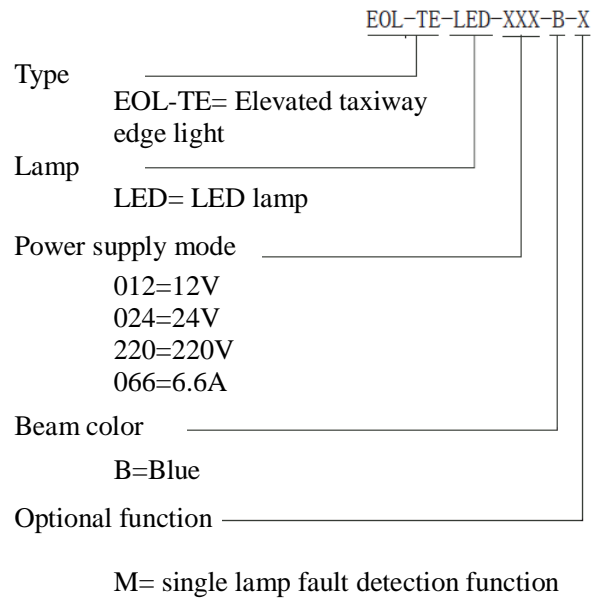 EOL-TE-LED-XXX-B-X
Type
EOL-TE= Elevated taxiway
edge light
Lamp
LED= LED lamp
Power supply mode
012=12V
024=24V
220=220V
066=6.6A
Beam color
B=Blue
Optional function
M= single lamp fault detection function